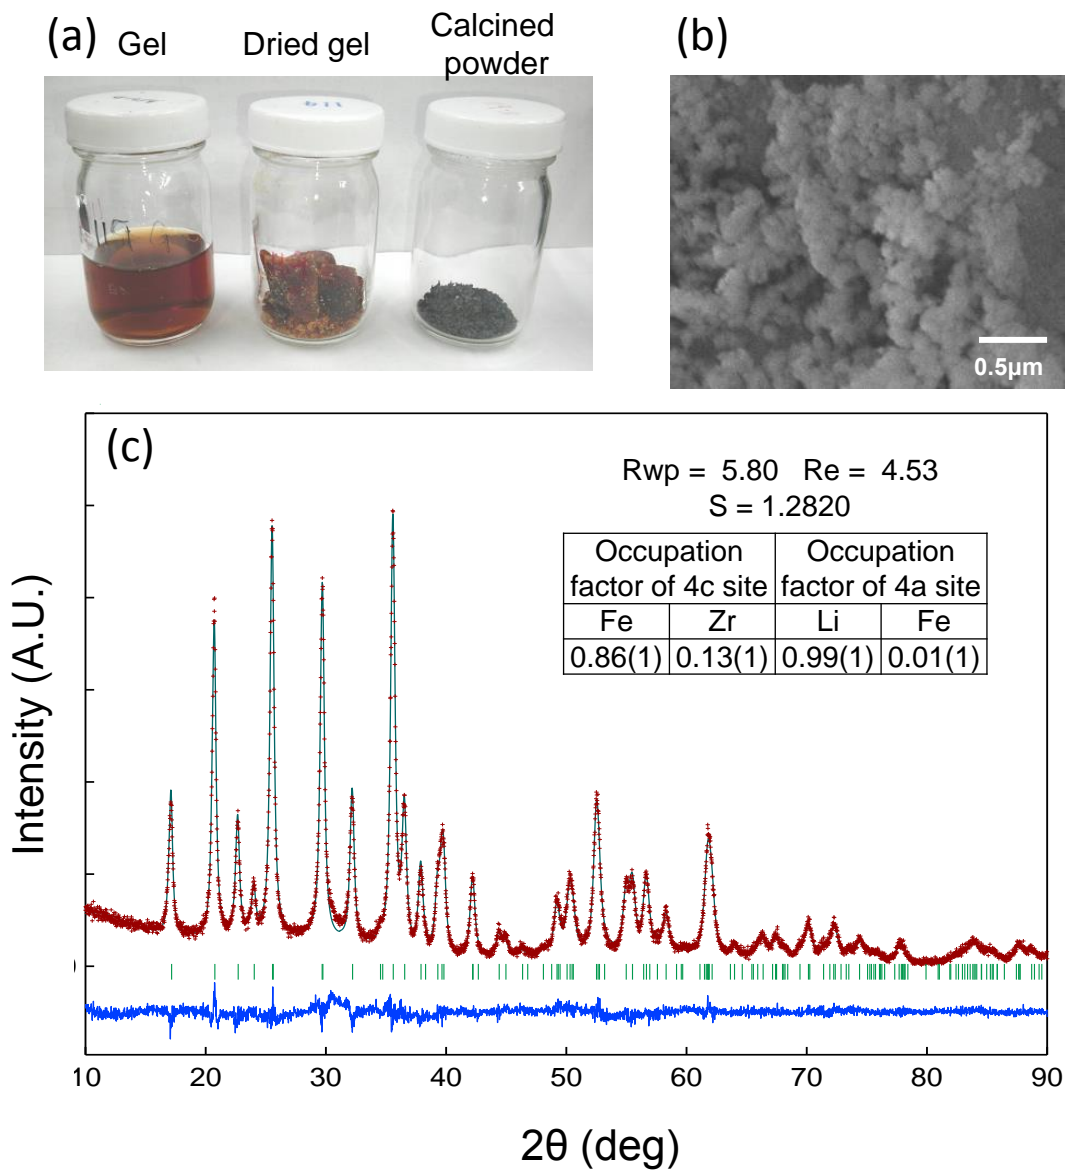 (a)
Gel
Dried gel
Calcined
powder
(b)
0.5μm
(c)
Rwp = 5.80 Re = 4.53
S = 1.2820
Occupation
factor of 4c site
Occupation
factor of 4a site
Fe
Zr
Li
Fe
0.86(1)
0.13(1)
0.99(1)
0.01(1)
Intensity (A.U.)
10
20
30
40
50
60
70
80
90
2θ (deg)